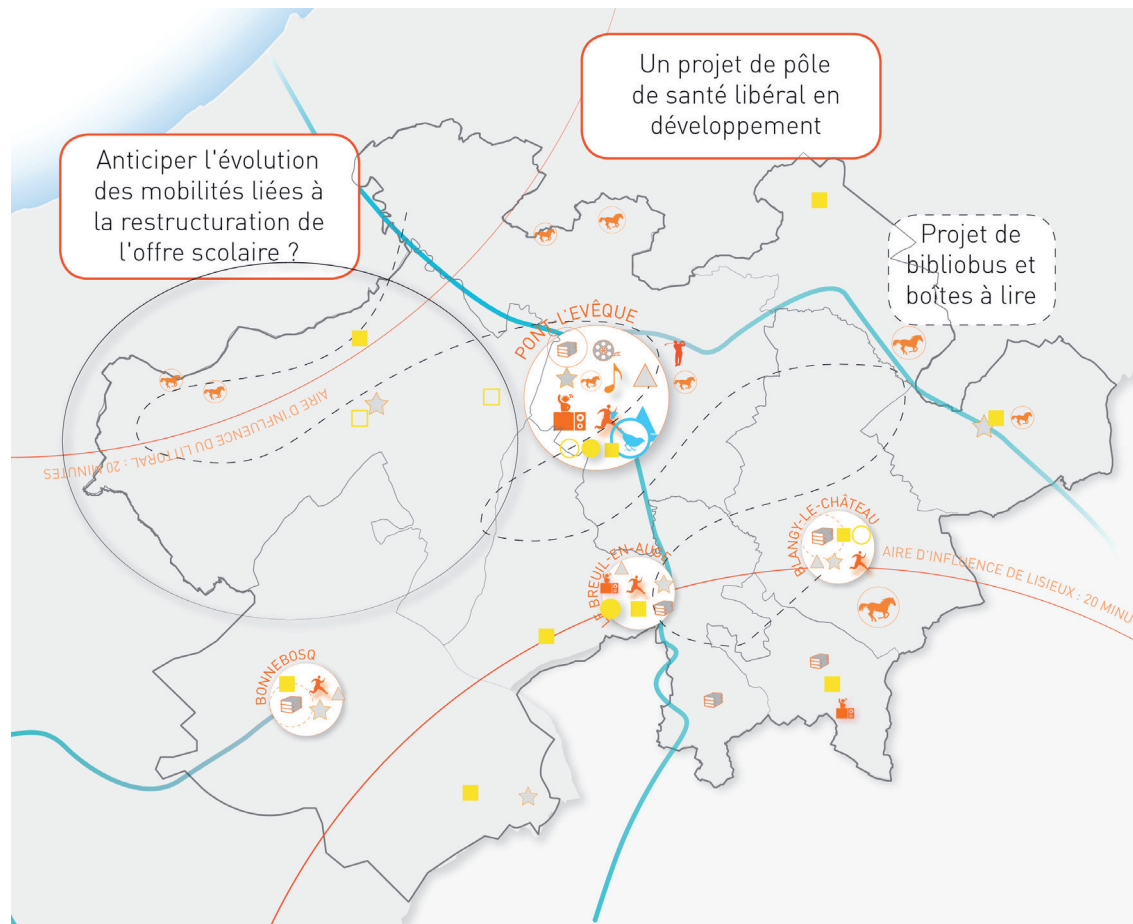 Un projet de pôle
de santé libéral en
développement
Anticiper l'évolution
des mobilités liées à
la restructuration de
l'offre scolaire ?
Projet de
bibliobus et
boîtes à lire
PONT L'EVÊQUE
AIRE D'INFLUENCE DU LITTORAL : 20 MINUTES
BLANGY-LE-CHÂTEAU
LE BREUIL-EN-AUGE
AIRE D'INFLUENCE DE LISIEUX : 20 MINU
BONNEBOSQ